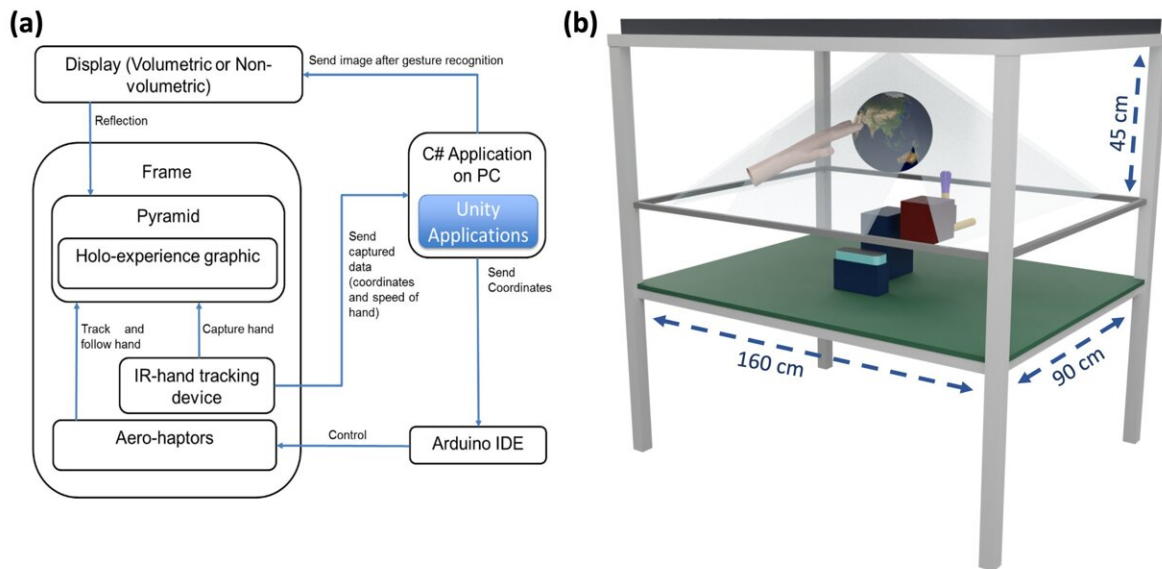 (a)
Display (Volumetric or Non-
volumetric)
Send image after gesture recognition
Reflection
Frame
Pyramid
Holo-experience graphic
C# Application
on PC
Unity
Applications
Send
captured
data
(coordinates
and speed of
hand)
Send
Coordinates
Track and
follow hand
Capture hand
IR-hand tracking
device
Aero-haptors
Control
Arduino IDE
(b)
45 cm
160 cm
90 cm